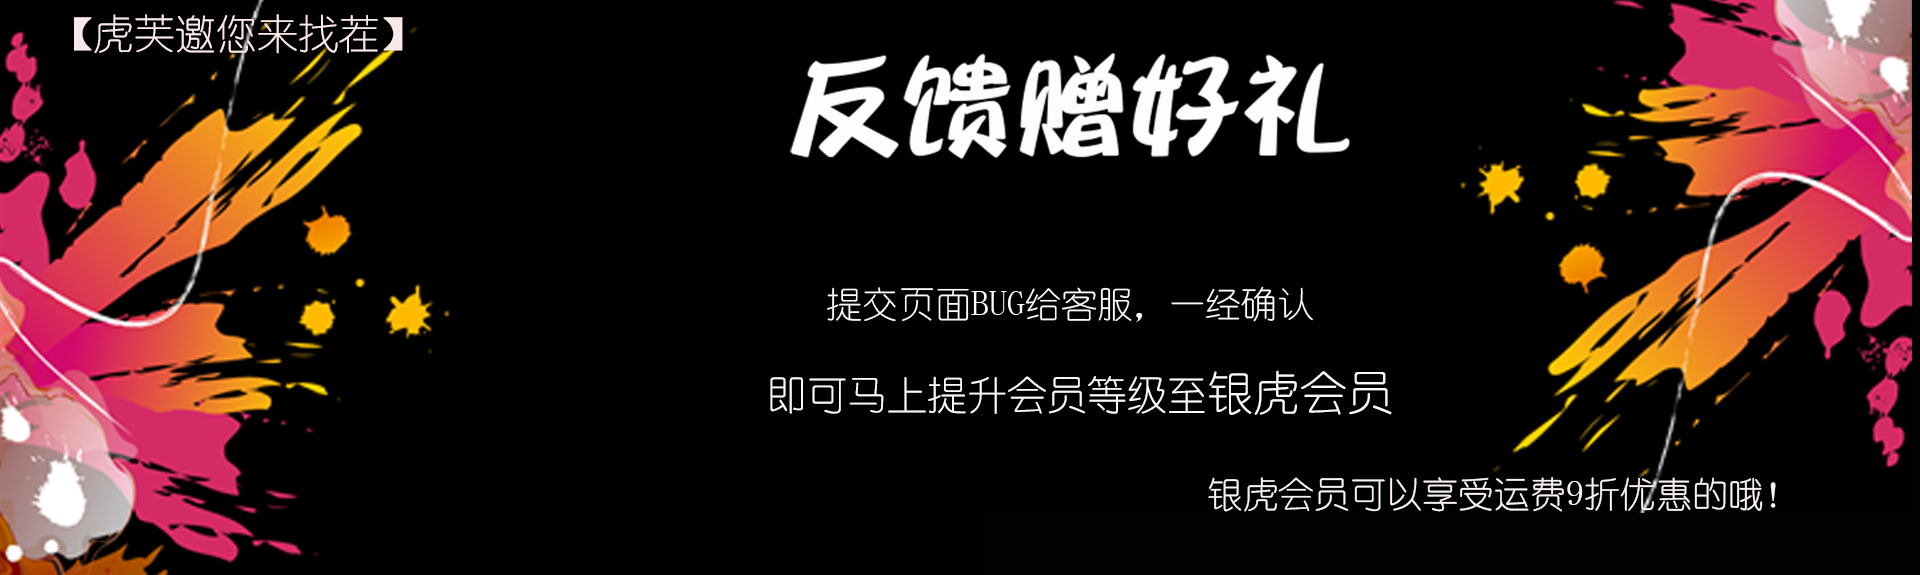 【虎芙邀您来找茬】
反馈赠好礼
提交页面BUG给客服，一经确认
即可马上提升会员等级至银虎会员
银虎会员可以享受运费9折优惠的哦！